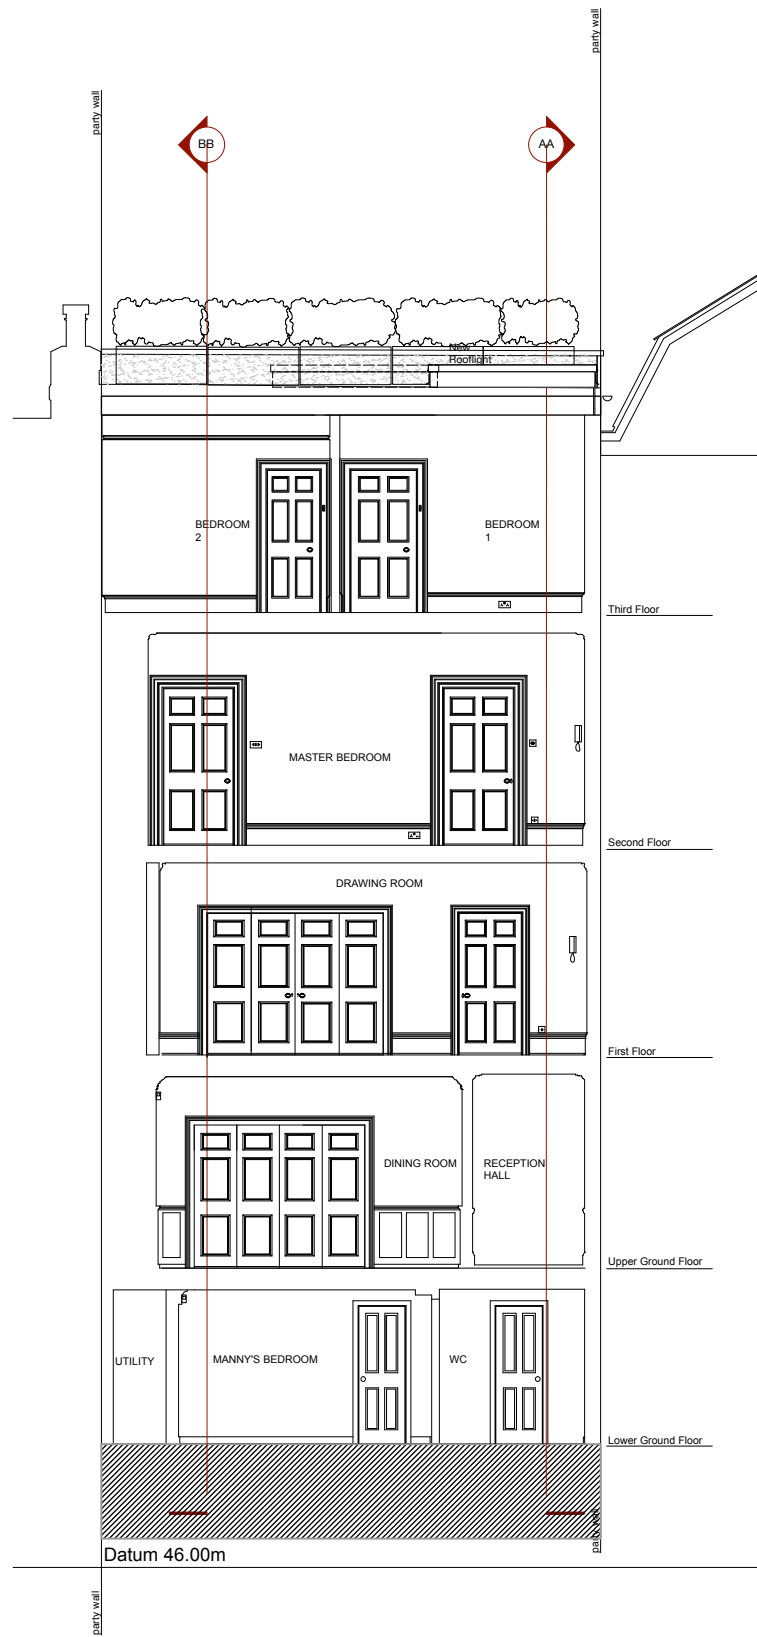 party wall
party wall
BB
AA
New
Rooflight
BEDROOM
2
BEDROOM
1
Third Floor
MASTER BEDROOM
Second Floor
DRAWING ROOM
First Floor
DINING ROOM
RECEPTION
HALL
Upper Ground Floor
UTILITY
MANNY'S BEDROOM
WC
Lower Ground Floor
party wall
Datum 46.00m
party wall